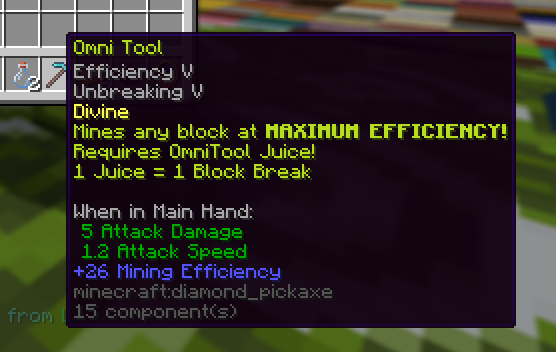 Omni Tool
Efficiency V
Unbreaking V
Divine
Mines any block at MAXIMUM EFFICIENCY!
Requires OmniTool Juice!
1 Juice = 1 Block Break
When in Main Hand:
5 Attack Damage
1.2 Attack Speed
+26 Mining Efficiency
minecraft:diamond_pickaxe
15 component(s)
from